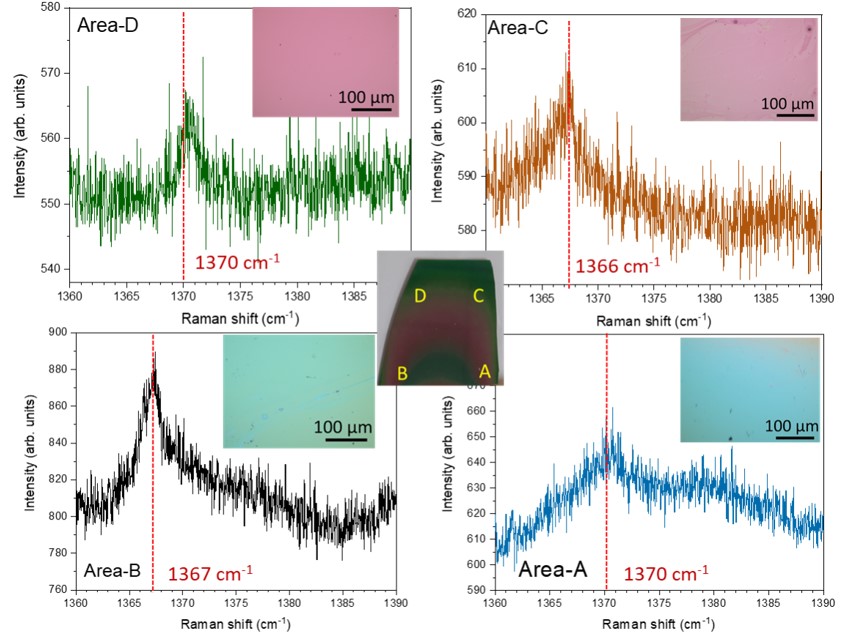 Area-D
100 μm
Intensity (arb. units)
580
570
560
550
540
1370 cm-1
1360 1365 1370 1375 1380 1385
Raman shift (cm-1)
Area-C
100 μm
Intensity (arb. units)
620
610
600
590
580
1366 cm-1
1365 1370 1375 1380 1385 1390
Raman shift (cm-1)
D C
B A
900
880
860
840
820
800
780
760
Intensity (arb. units)
100 μm
Area-B
1367 cm-1
1360 1365 1370 1375 1380 1385 1390
Raman shift (cm-1)
660
650
640
630
620
610
600
590
Intensity (arb. units)
100 μm
Area-A
1370 cm-1
1360 1365 1370 1375 1380 1385 1390
Raman shift (cm-1)